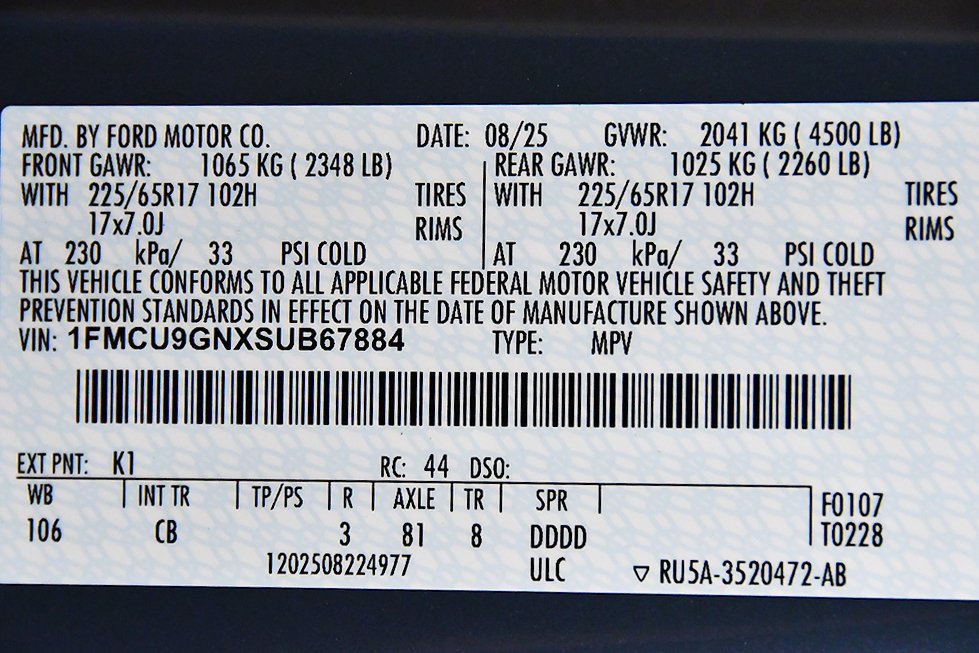 MFD. BY FORD MOTOR CO. DATE: 08/25 GVWR: 2041 KG ( 4500 LB)
FRONT GAWR: 1065 KG ( 2348 LB) REAR GAWR: 1025 KG ( 2260 LB)
WITH 225/65R17 102H TIRES WITH 225/65R17 102H TIRES
17x7.0J RIMS 17x7.0J RIMS
AT 230 kPa/ 33 PSI COLD AT 230 kPa/ 33 PSI COLD
THIS VEHICLE CONFORMS TO ALL APPLICABLE FEDERAL MOTOR VEHICLE SAFETY AND THEFT
PREVENTION STANDARDS IN EFFECT ON THE DATE OF MANUFACTURE SHOWN ABOVE.
VIN: 1FMCU9GNXSUB67884 TYPE: MPV
EXT PNT: K1 RC: 44 DSO:
WB INT TR TP/PS R AXLE TR SPR F0107
106 CB 3 81 8 DDDD T0228
1202508224977 ULC ▽ RU5A-3520472-AB